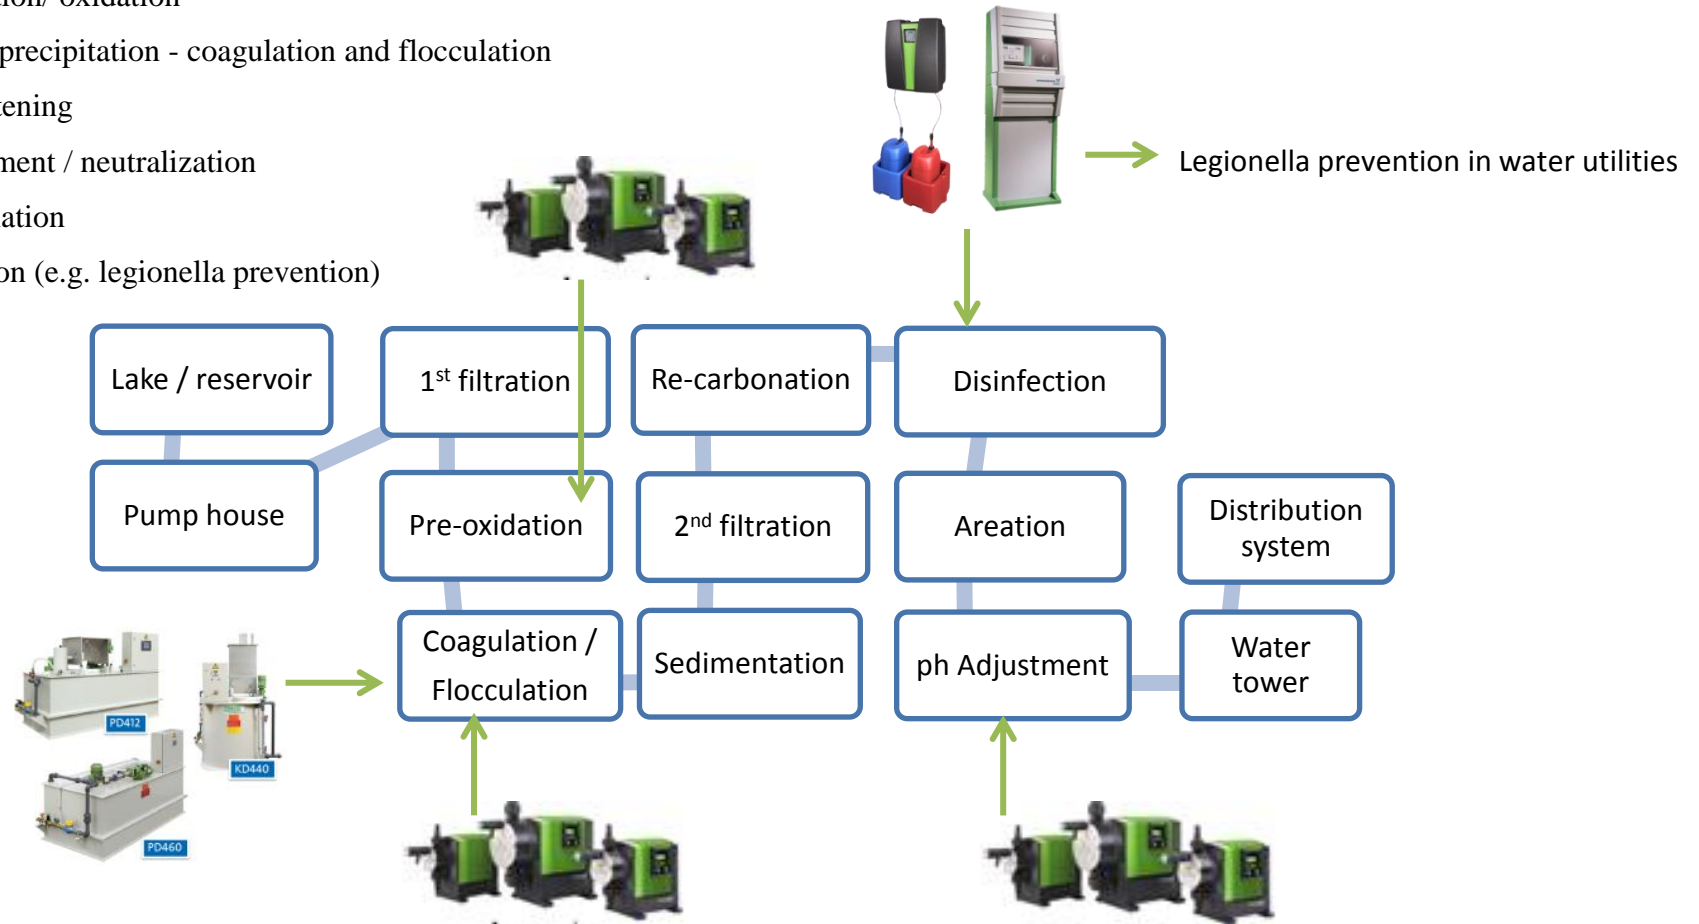 oxidation
precipitation - coagulation and flocculation
tening
ment / neutralization
ation
on (e.g. legionella prevention)
Legionella prevention in water utilities
Lake / reservoir
1st filtration
Re-carbonation
Disinfection
Pump house
Pre-oxidation
2nd filtration
Areation
Distribution
system
Coagulation /
Flocculation
Sedimentation
ph Adjustment
Water
tower
PD412
KD440
PD460